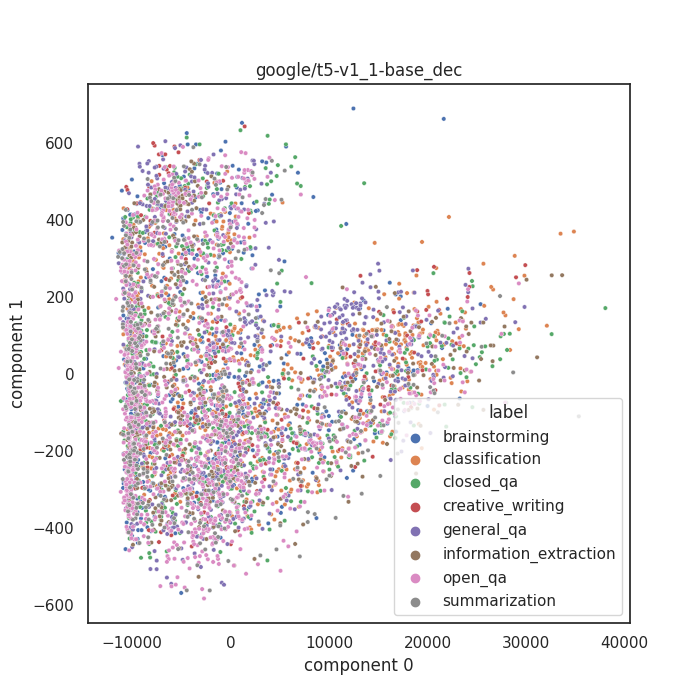 google/t5-v1_1-base_dec
component 1
600
400
200
0
−200
−400
−600
label
brainstorming
classification
closed_qa
creative_writing
general_qa
information_extraction
open_qa
summarization
−10000
0
10000
20000
30000
40000
component 0